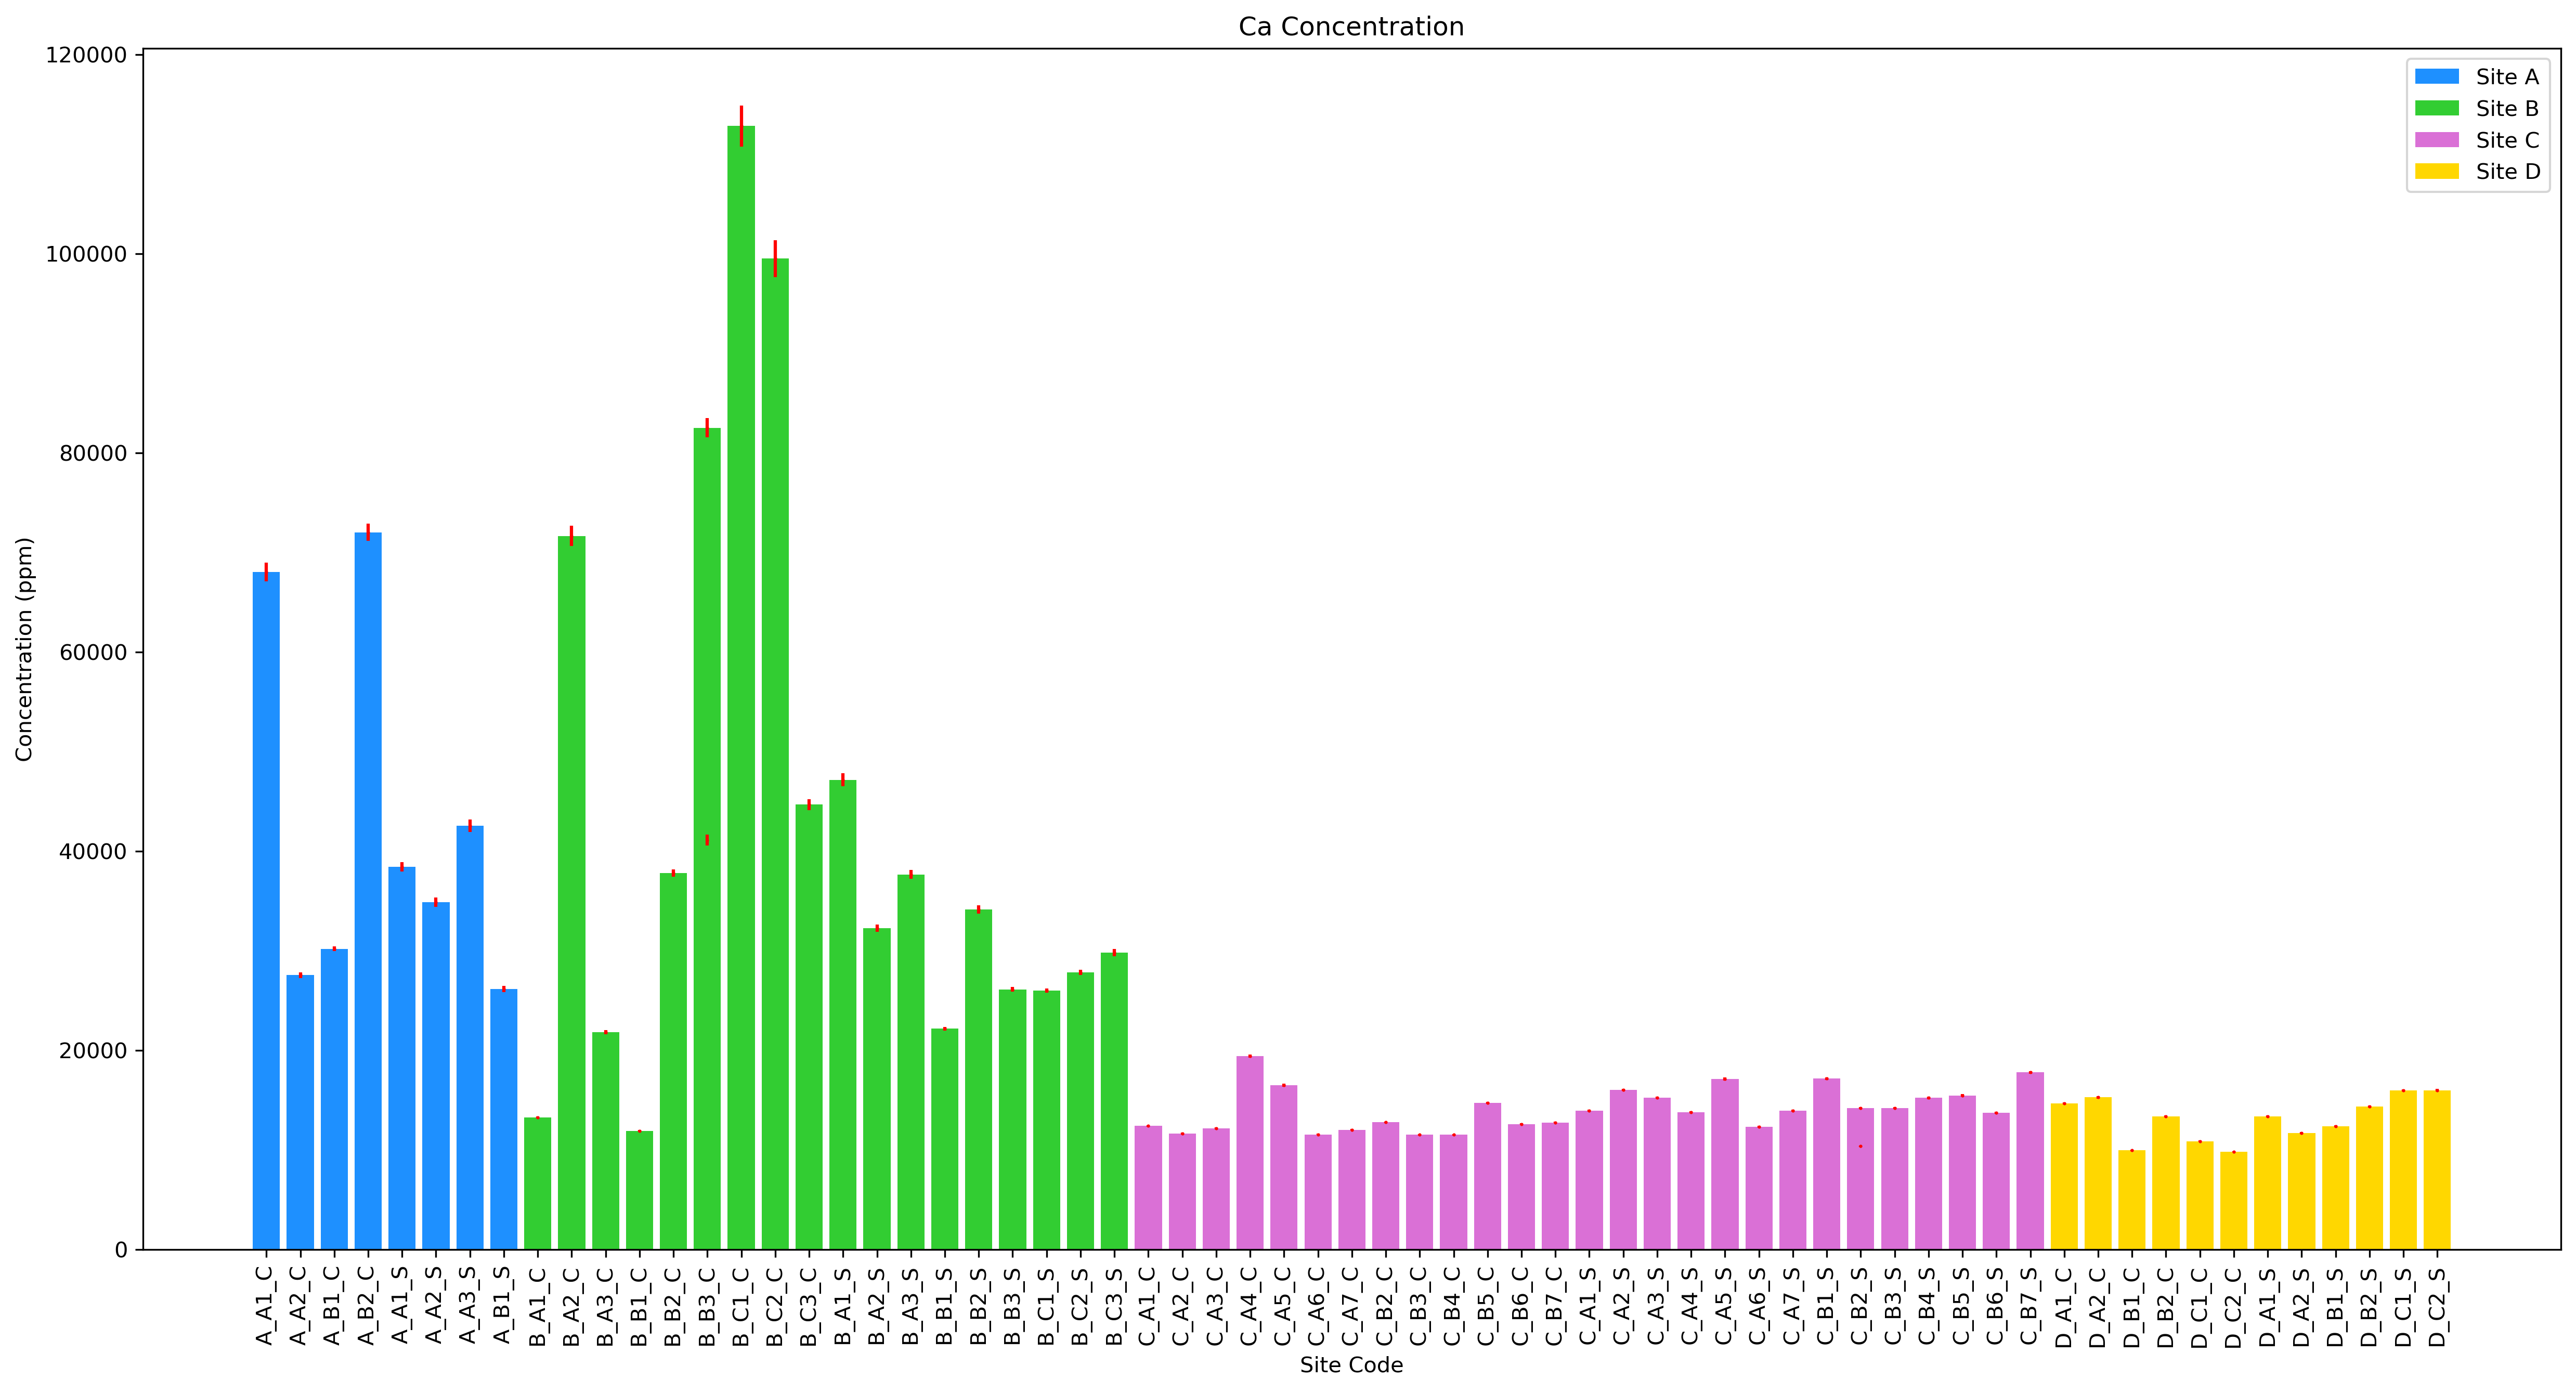 Ca Concentration
120000
100000
80000
60000
40000
20000
0
Concentration (ppm)
Site A
Site B
Site C
Site D
A_A1_C
A_A2_C
A_B1_C
A_B2_C
A_A1_S
A_A2_S
A_A3_S
A_B1_S
B_A1_C
B_A2_C
B_A3_C
B_B1_C
B_B2_C
B_B3_C
B_C1_C
B_C2_C
B_C3_C
B_A1_S
B_A2_S
B_A3_S
B_B1_S
B_B2_S
B_B3_S
B_C1_S
B_C2_S
B_C3_S
C_A1_C
C_A2_C
C_A3_C
C_A4_C
C_A5_C
C_A6_C
C_A7_C
C_B2_C
C_B3_C
C_B4_C
C_B5_C
C_B6_C
C_B7_C
C_A1_S
C_A2_S
C_A3_S
C_A4_S
C_A5_S
C_A6_S
C_A7_S
C_B1_S
C_B2_S
C_B3_S
C_B4_S
C_B5_S
C_B6_S
C_B7_S
D_A1_C
D_A2_C
D_B1_C
D_B2_C
D_C1_C
D_C2_C
D_A1_S
D_A2_S
D_B1_S
D_B2_S
D_C1_S
D_C2_S
Site Code